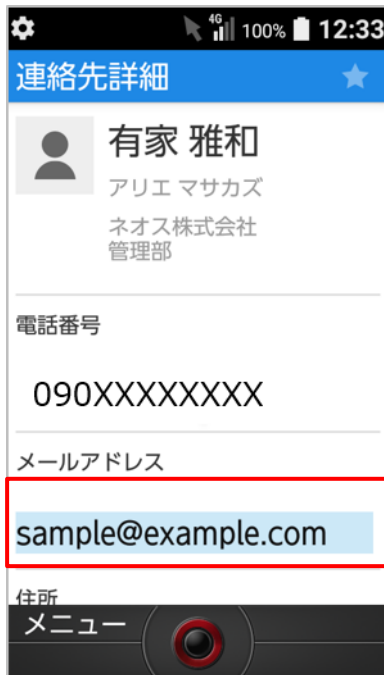 4G 100% 12:33
連絡先詳細
有家 雅和
アリエ マサカズ
ネオス株式会社
管理部
電話番号
090XXXXXXXX
メールアドレス
sample@example.com
住所
メニュー